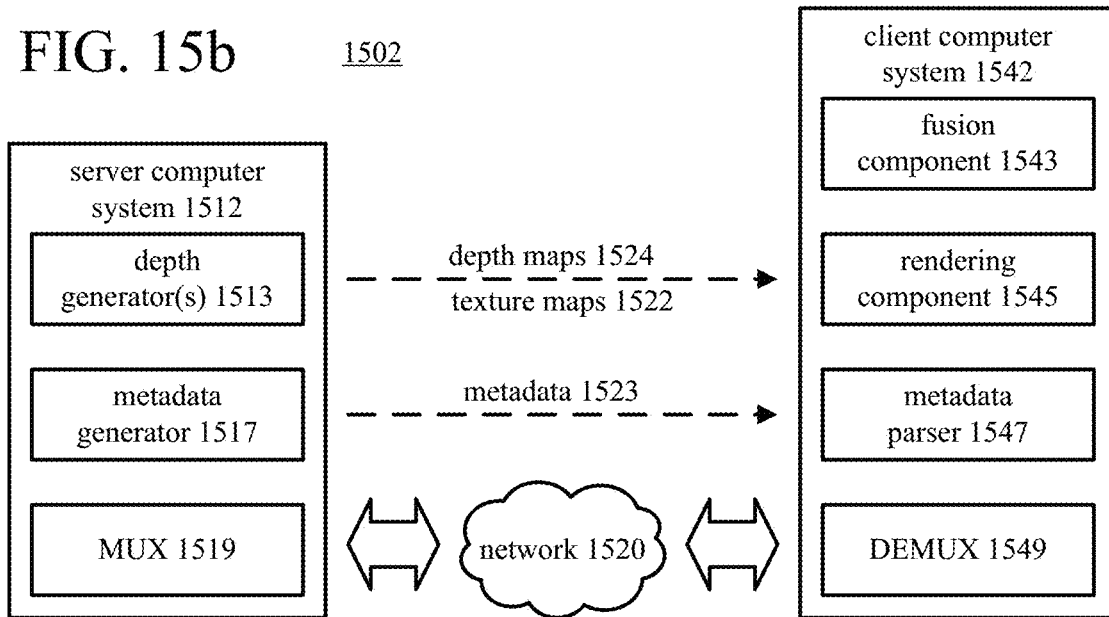 FIG. 15b
1502
server computer
system 1512
depth
generator(s) 1513
metadata
generator 1517
MUX 1519
depth maps 1524
texture maps 1522
metadata 1523
network 1520
client computer
system 1542
fusion
component 1543
rendering
component 1545
metadata
parser 1547
DEMUX 1549